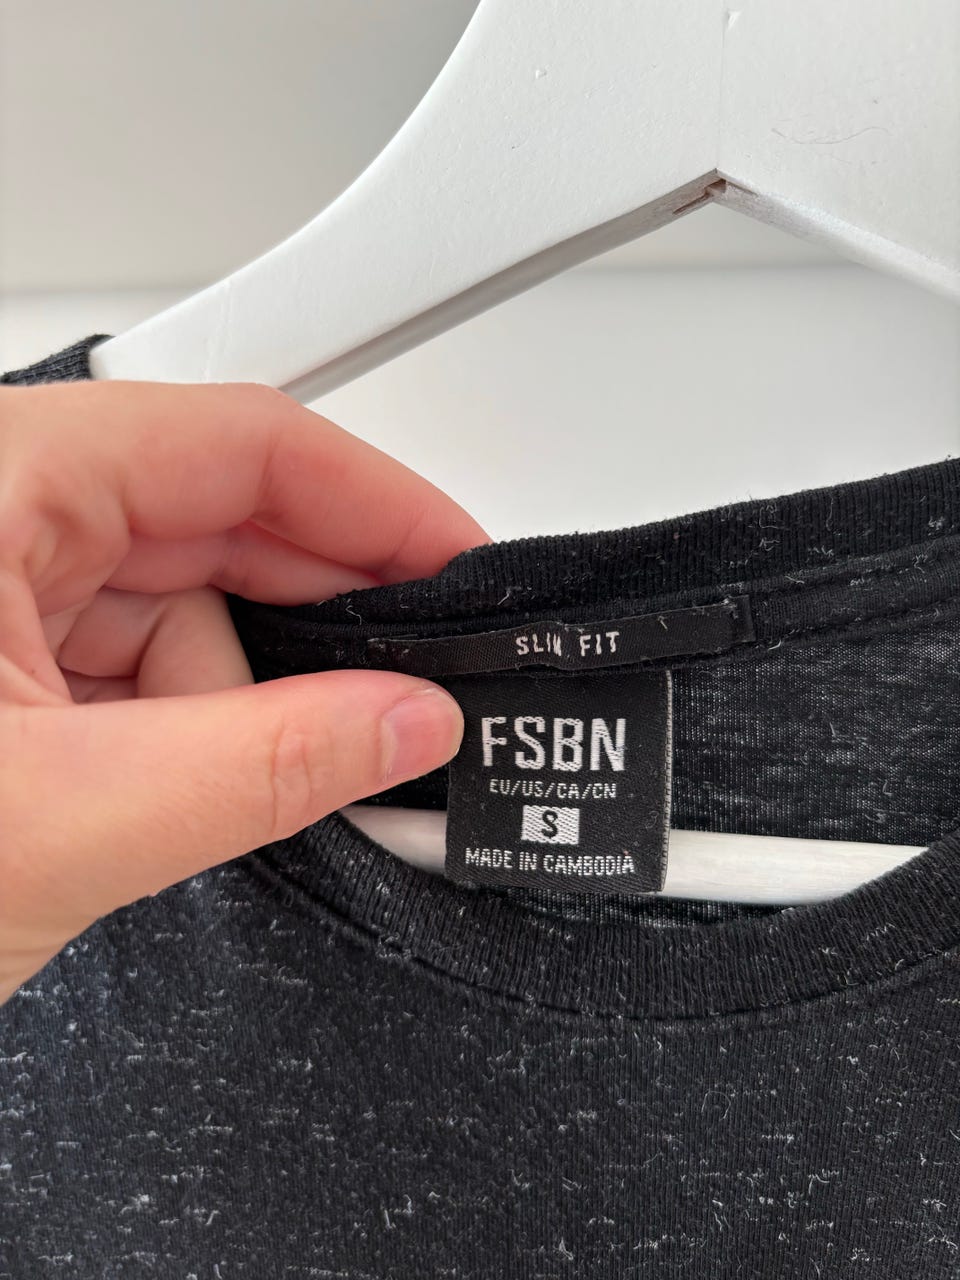 SLIM FIT
FSBN
EU/US/CA/CN
S
MADE IN CAMBODIA